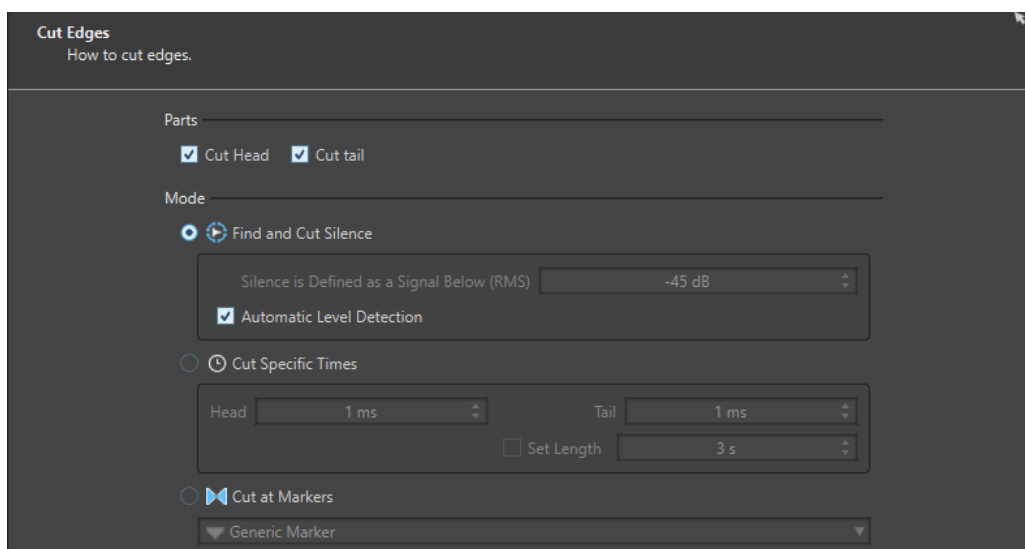 Cut Edges
How to cut edges.
Parts
Cut Head Cut tail
Mode
Find and Cut Silence
Silence is Defined as a Signal Below (RMS) -45 dB
Automatic Level Detection
Cut Specific Times
Head 1 ms Tail 1 ms
Set Length 3 s
Cut at Markers
Generic Marker